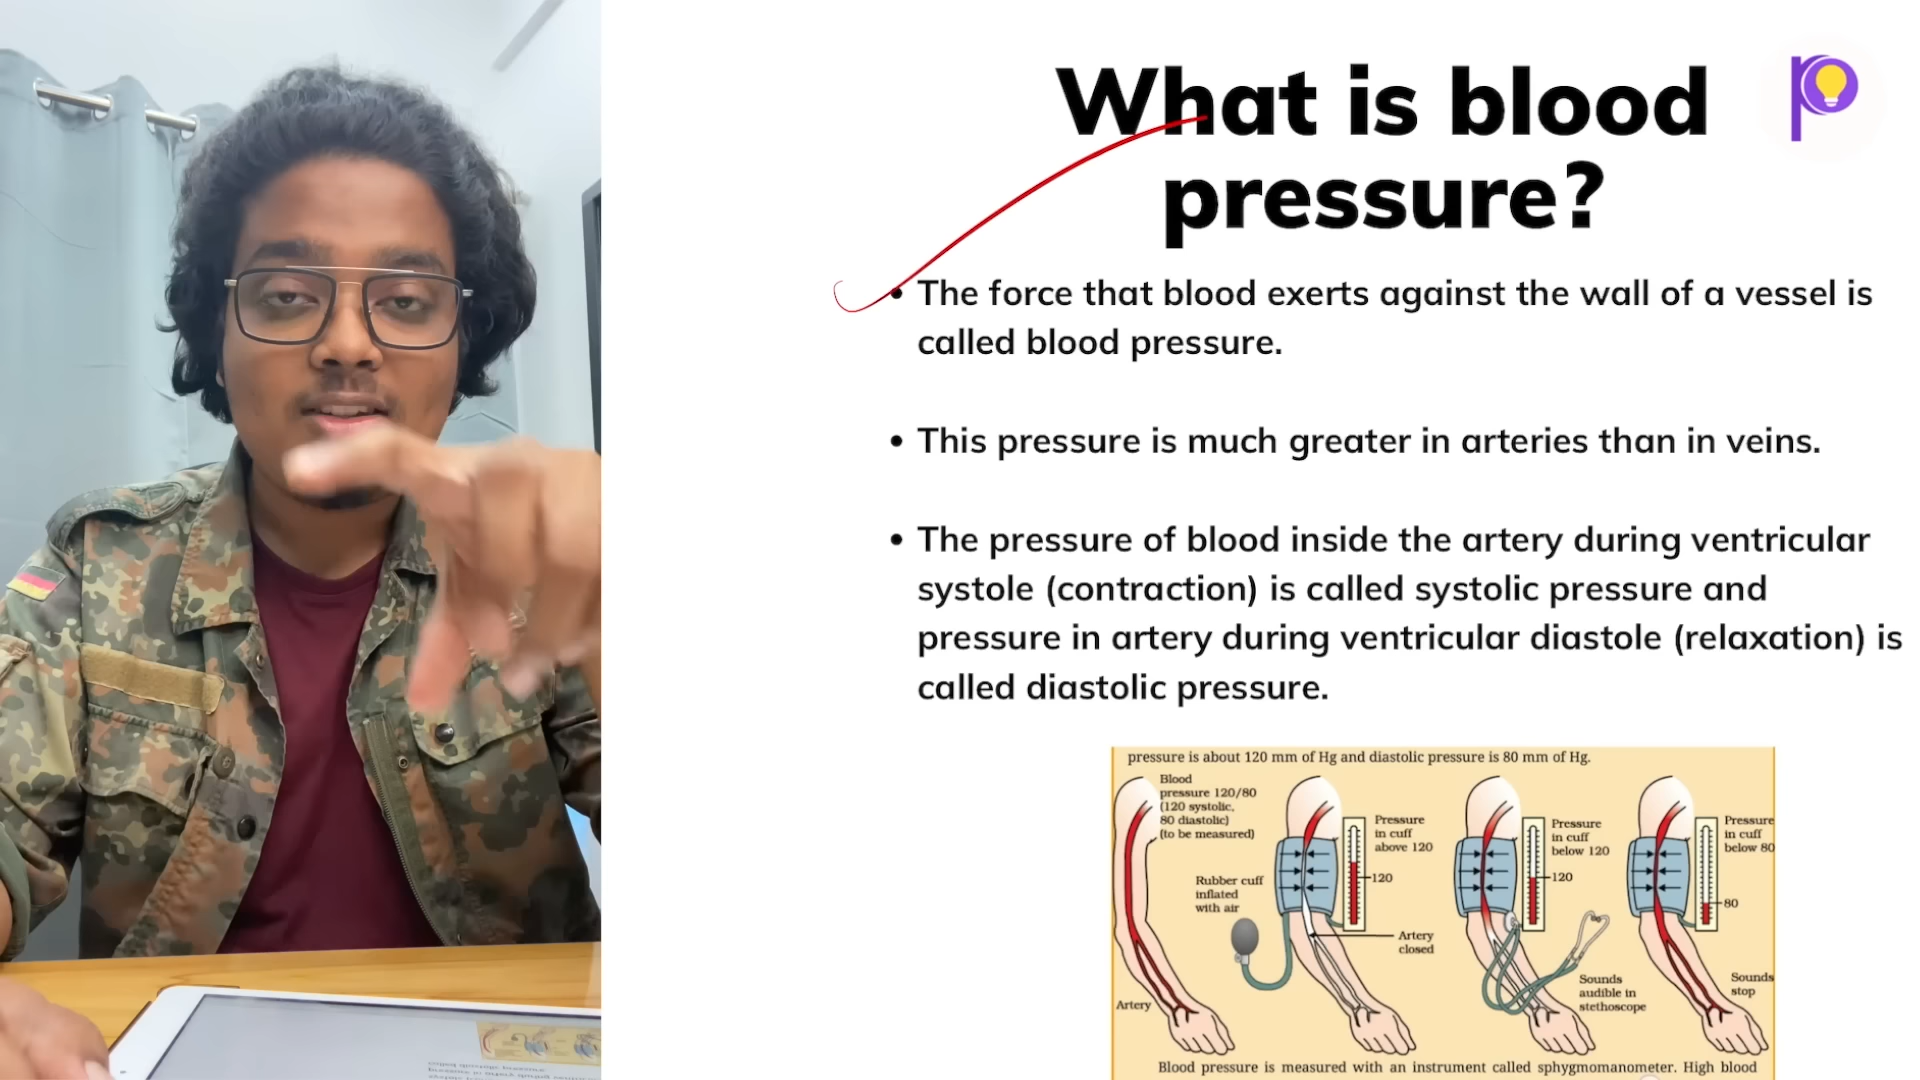 What is blood
pressure?
• The force that blood exerts against the wall of a vessel is
called blood pressure.
• This pressure is much greater in arteries than in veins.
• The pressure of blood inside the artery during ventricular
systole (contraction) is called systolic pressure and
pressure in artery during ventricular diastole (relaxation) is
called diastolic pressure.
pressure is about 120 mm of Hg and diastolic pressure is 80 mm of Hg.
Blood
pressure 120/80
(120 systolic,
80 diastolic)
(to be measured)
Artery
Rubber cuff
inflated
with air
Pressure
in cuff
above 120
120
Artery
closed
Pressure
in cuff
below 120
120
Sounds
audible in
stethoscope
Pressure
in cuff
below 80
80
Sounds
stop
Blood pressure is measured with an instrument called sphygmomanometer. High blood